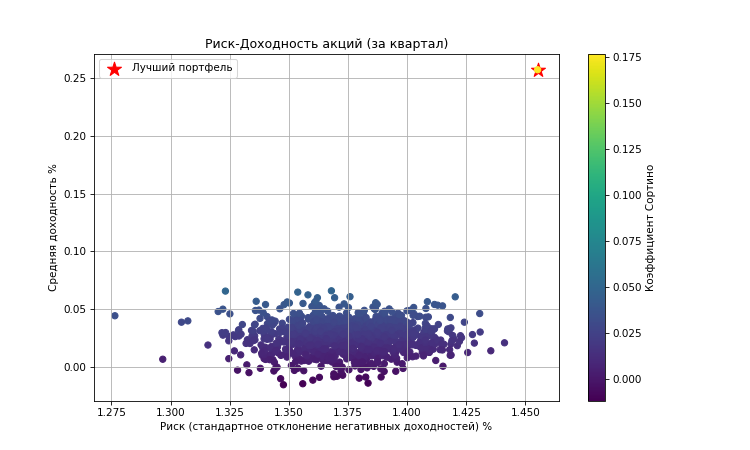 Риск-Доходность акций (за квартал)
Лучший портфель
Средняя доходность %
0.25
0.20
0.15
0.10
0.05
0.00
1.275 1.300 1.325 1.350 1.375 1.400 1.425 1.450
Риск (стандартное отклонение негативных доходностей) %
0.175
0.150
0.125
0.100
0.075
0.050
0.025
0.000
Коэффициент Сортино